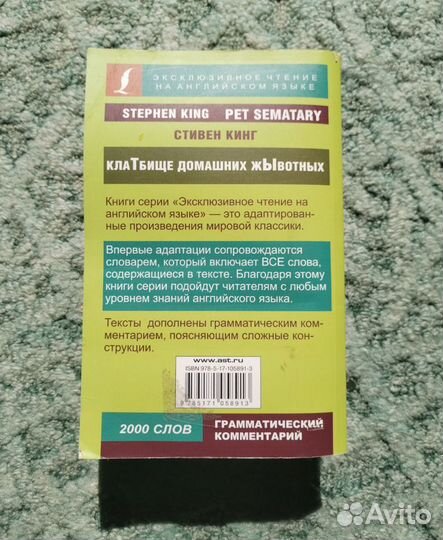 ЭКСКЛЮЗИВНОЕ ЧТЕНИЕ
НА АНГЛИЙСКОМ ЯЗЫКЕ
STEPHEN KING PET SEMATARY
СТИВЕН КИНГ
КЛаТбИЩЕ ДОМАШНИХ ЖЫВОТНЫХ
Книги серии «Эксклюзивное чтение на
английском языке» — это адаптирован-
ные произведения мировой классики.
Впервые адаптации сопровождаются
словарем, который включает ВСЕ слова,
содержащиеся в тексте. Благодаря этому
книги серии подойдут читателям с любым
уровнем знаний английского языка.
Тексты дополнены грамматическим ком-
ментарием, поясняющим сложные кон-
струкции.
www.ast.ru
ISBN 978-5-17-105891-3
9 785171 058913
2000 СЛОВ
ГРАММАТИЧЕСКИЙ
КОММЕНТАРИЙ
Avito